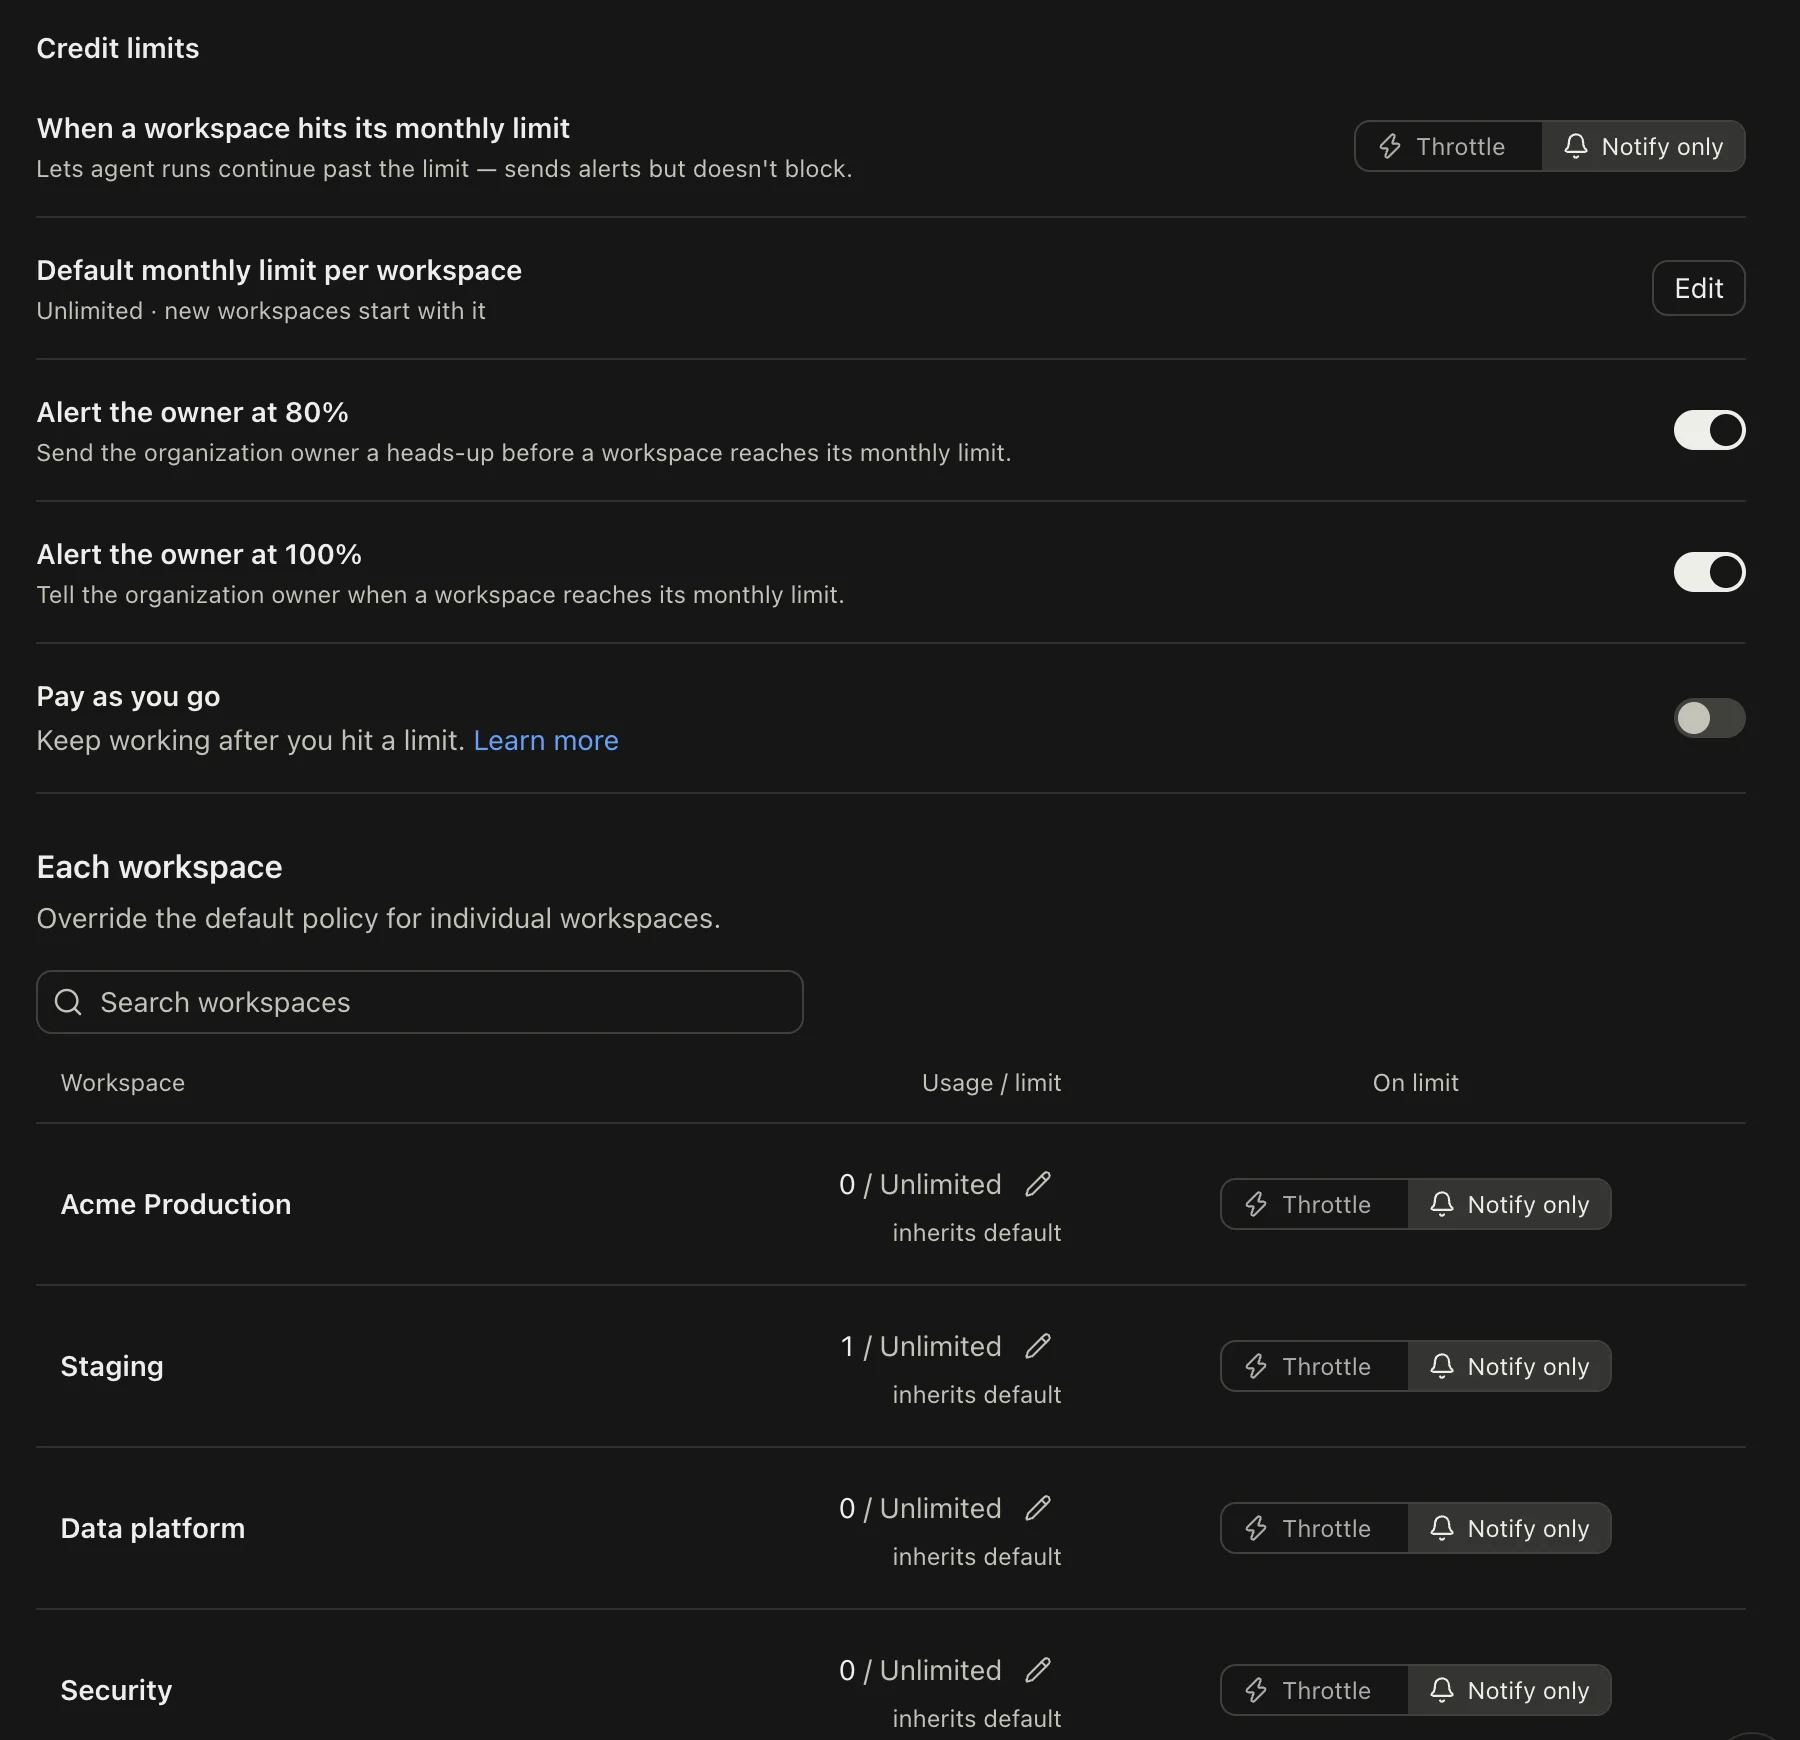 Credit limits
When a workspace hits its monthly limit
Lets agent runs continue past the limit — sends alerts but doesn't block.
Throttle
Notify only
Default monthly limit per workspace
Unlimited · new workspaces start with it
Edit
Alert the owner at 80%
Send the organization owner a heads-up before a workspace reaches its monthly limit.
Alert the owner at 100%
Tell the organization owner when a workspace reaches its monthly limit.
Pay as you go
Keep working after you hit a limit. Learn more
Each workspace
Override the default policy for individual workspaces.
Search workspaces
Workspace Usage / limit On limit
Acme Production
0 / Unlimited
inherits default
Throttle
Notify only
Staging
1 / Unlimited
inherits default
Throttle
Notify only
Data platform
0 / Unlimited
inherits default
Throttle
Notify only
Security
0 / Unlimited
inherits default
Throttle
Notify only